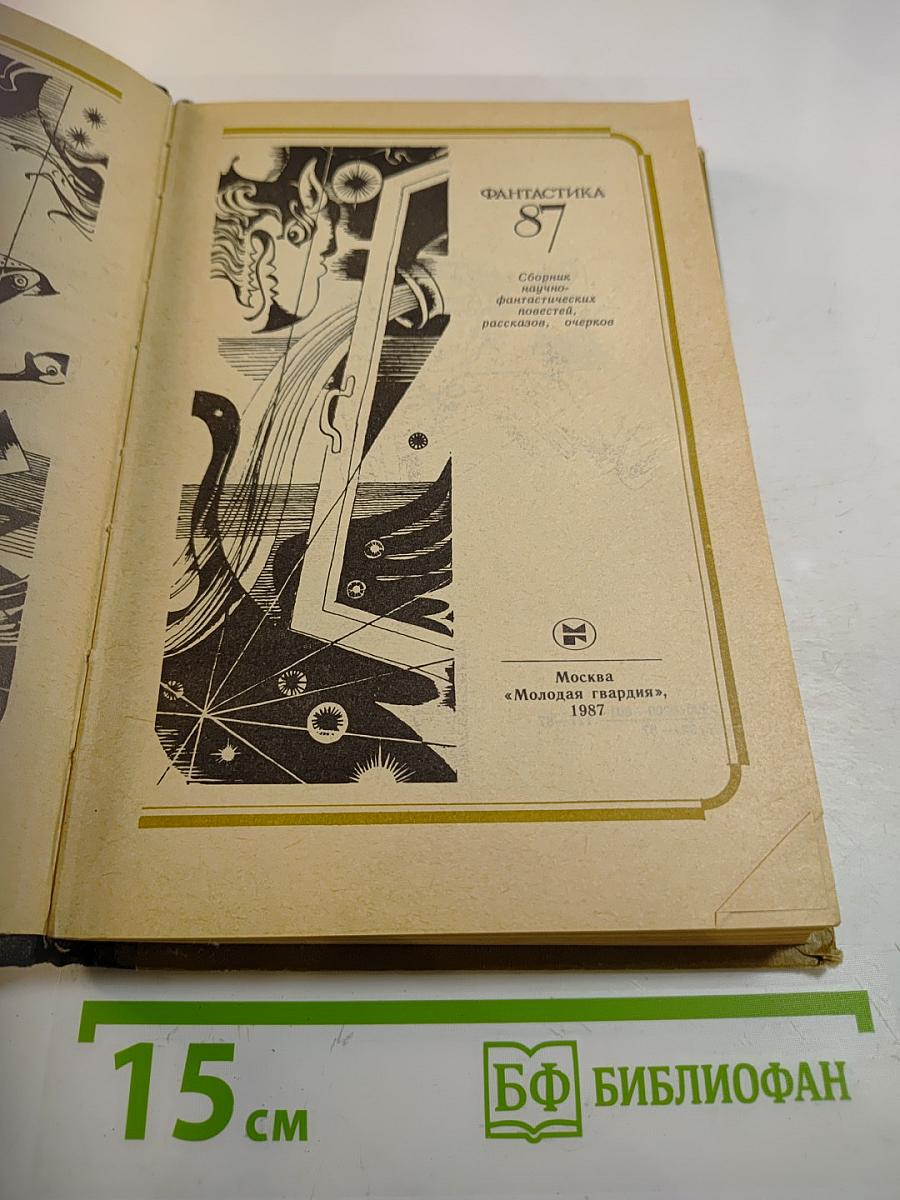 ФАНТАСТИКА
87
Сборник
научно-
фантастических
повестей,
рассказов, очерков
Москва
«Молодая гвардия»,
1987
15 см
БФ БИБЛИОФАН